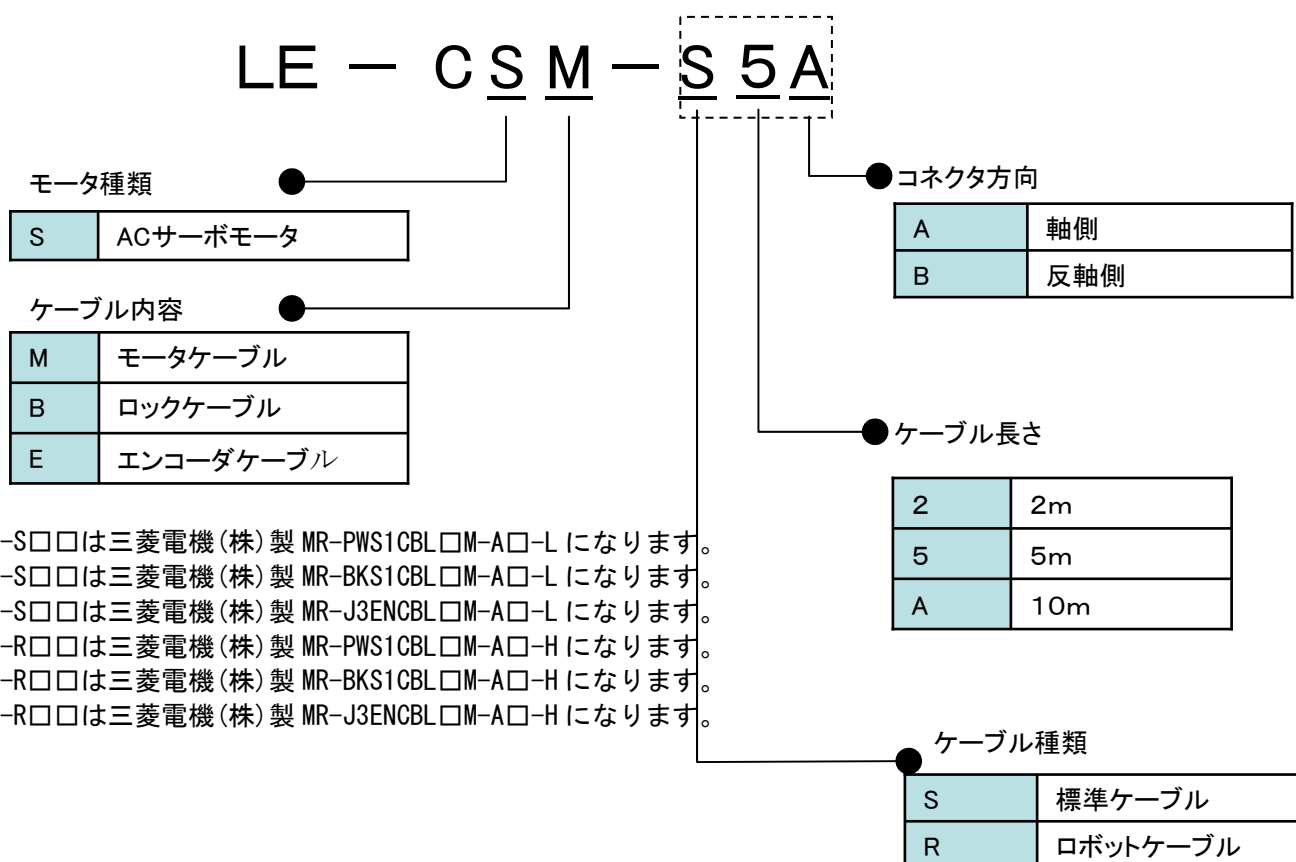 LE － CSM－S5A
モータ種類
S ACサーボモータ
ケーブル内容
M モータケーブル
B ロックケーブル
E エンコーダケーブル
コネクタ方向
A 軸側
B 反軸側
ケーブル長さ
2 2m
5 5m
A 10m
-S□□は三菱電機(株)製 MR-PWS1CBL□M-A□-L になります。
-S□□は三菱電機(株)製 MR-BKS1CBL□M-A□-L になります。
-S□□は三菱電機(株)製 MR-J3ENCBL□M-A□-L になります。
-R□□は三菱電機(株)製 MR-PWS1CBL□M-A□-H になります。
-R□□は三菱電機(株)製 MR-BKS1CBL□M-A□-H になります。
-R□□は三菱電機(株)製 MR-J3ENCBL□M-A□-H になります。
ケーブル種類
S 標準ケーブル
R ロボットケーブル